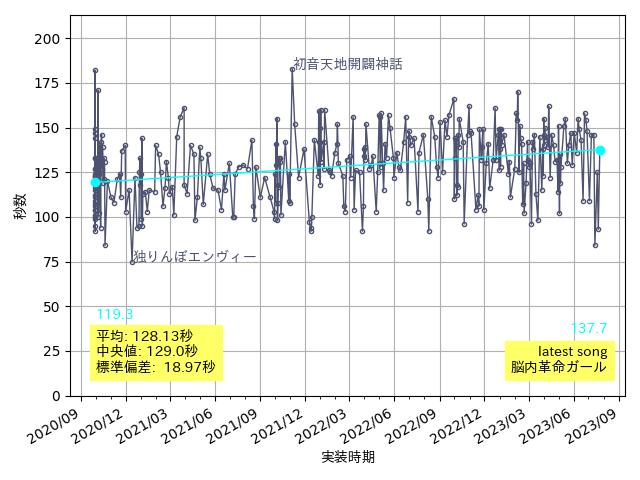 200
175
150
125
100
75
50
25
0
秒数
初音天地開闢神話
独りんぼエンヴィー
119.3
137.7
平均: 128.13秒
中央値: 129.0秒
標準偏差: 18.97秒
latest song
脳内革命ガール
2020/09
2020/12
2021/03
2021/06
2021/09
2021/12
2022/03
2022/06
2022/09
2022/12
2023/03
2023/06
2023/09
実装時期